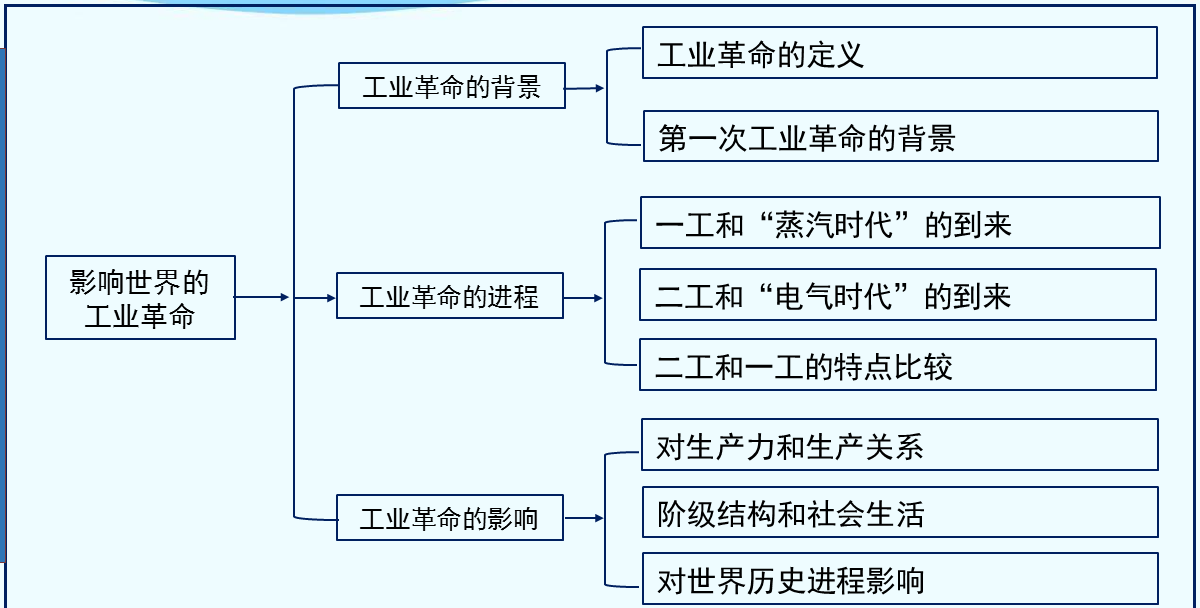 影响世界的
工业革命
工业革命的背景
工业革命的定义
第一次工业革命的背景
工业革命的进程
一工和“蒸汽时代”的到来
二工和“电气时代”的到来
二工和一工的特点比较
工业革命的影响
对生产力和生产关系
阶级结构和社会生活
对世界历史进程影响